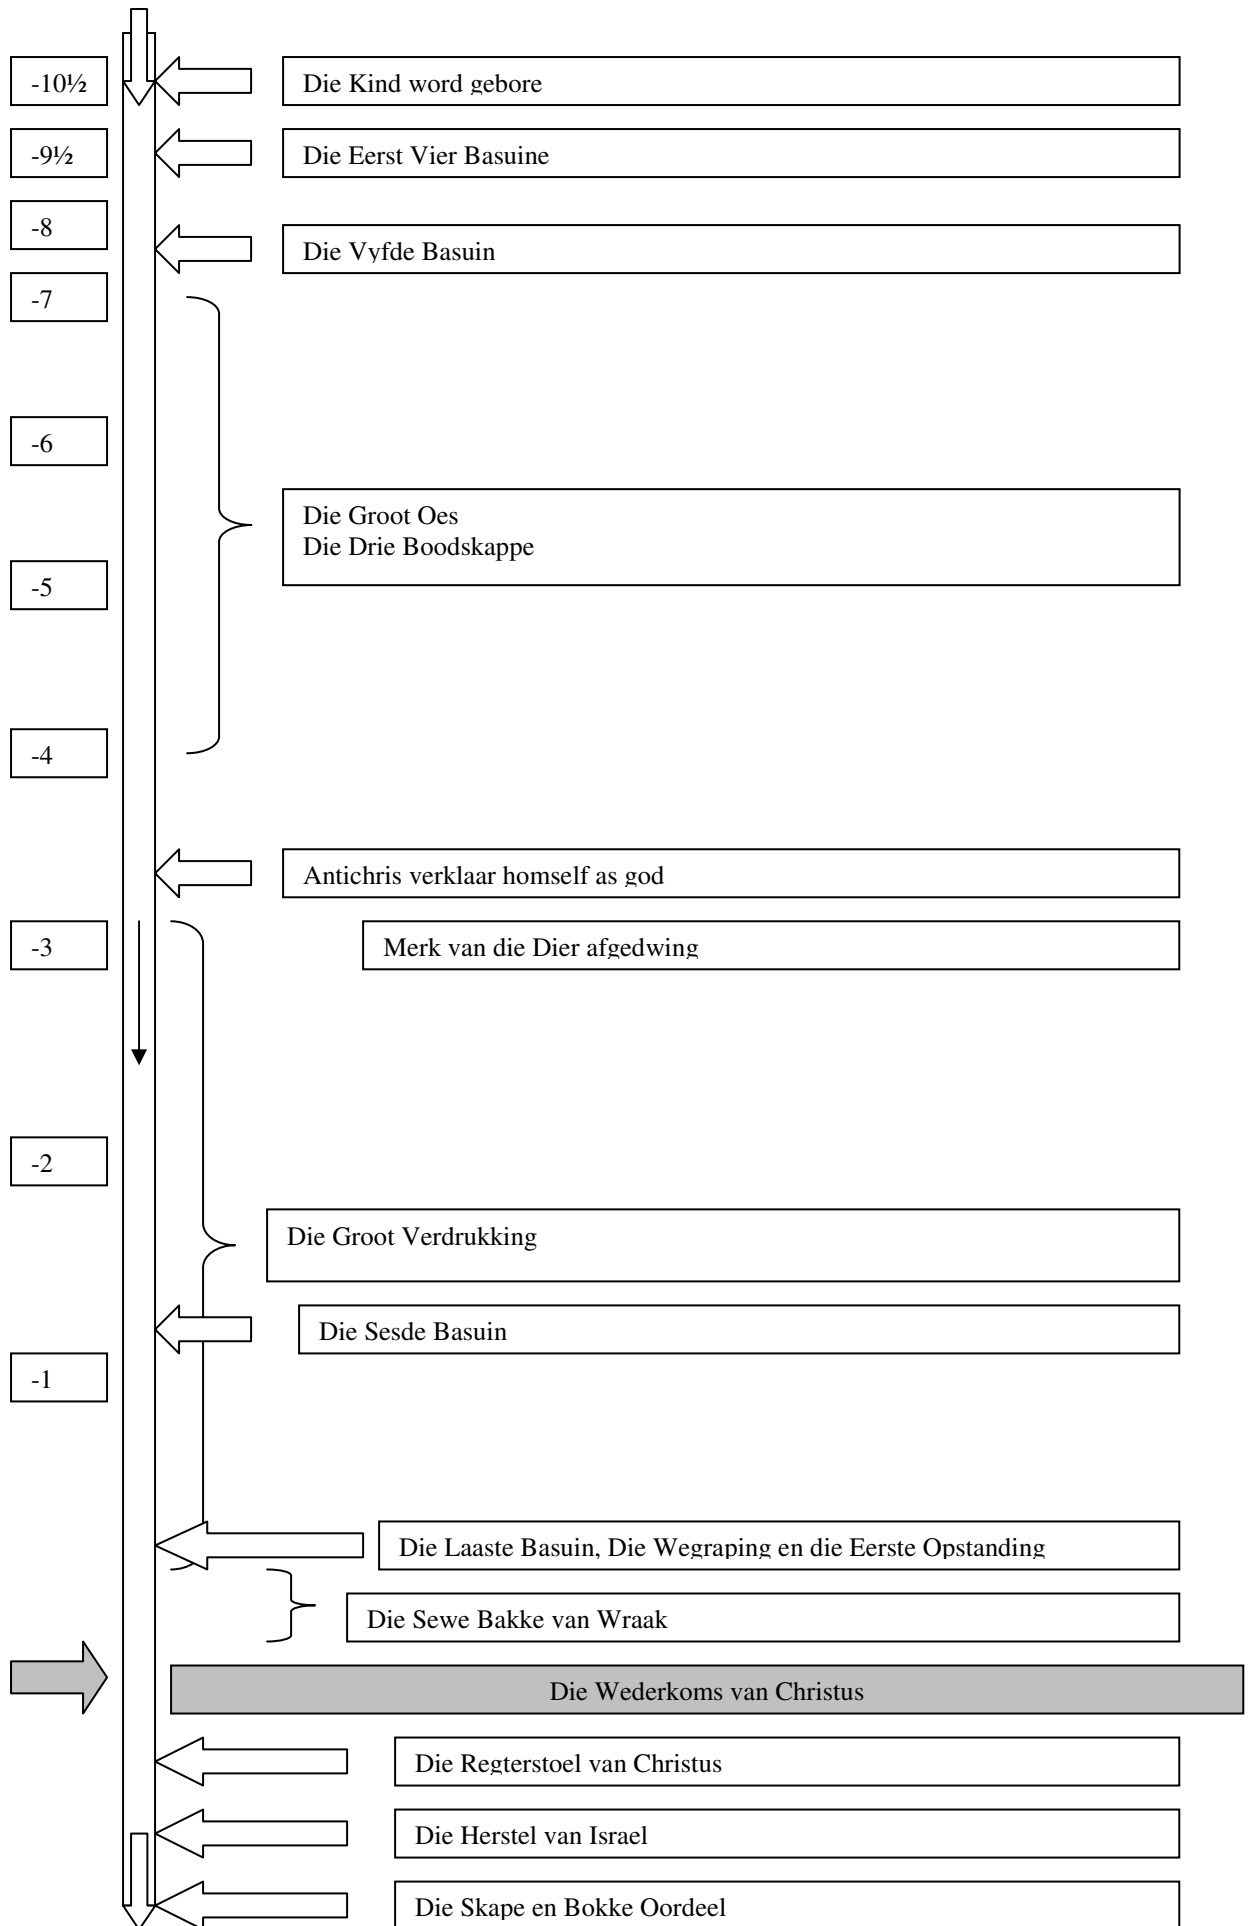 -10½
Die Kind word gebore
-9½
Die Eerst Vier Basuine
-8
Die Vyfde Basuin
-7
-6
Die Groot Oes
Die Drie Boodskappe
-5
-4
Antichris verklaar homself as god
-3
Merk van die Dier afgedwing
-2
Die Groot Verdrukking
Die Sesde Basuin
-1
Die Laaste Basuin, Die Wegraping en die Eerste Opstanding
Die Sewe Bakke van Wraak
Die Wederkoms van Christus
Die Regterstoel van Christus
Die Herstel van Israel
Die Skape en Bokke Oordeel